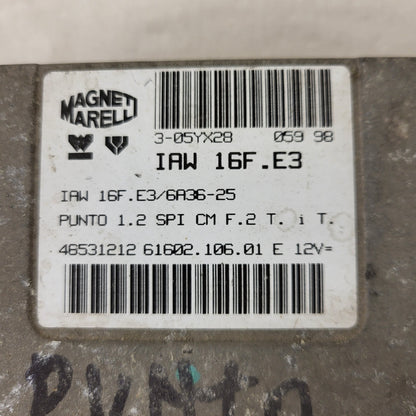 MAGNETI
MARELLI
3-05YX28 059 98
IAW 16F.E3
IAW 16F.E3/6A36-25
PUNTO 1.2 SPI CM F.2 T. i T.
46531212 61602.106.01 E 12V=
PUNTO